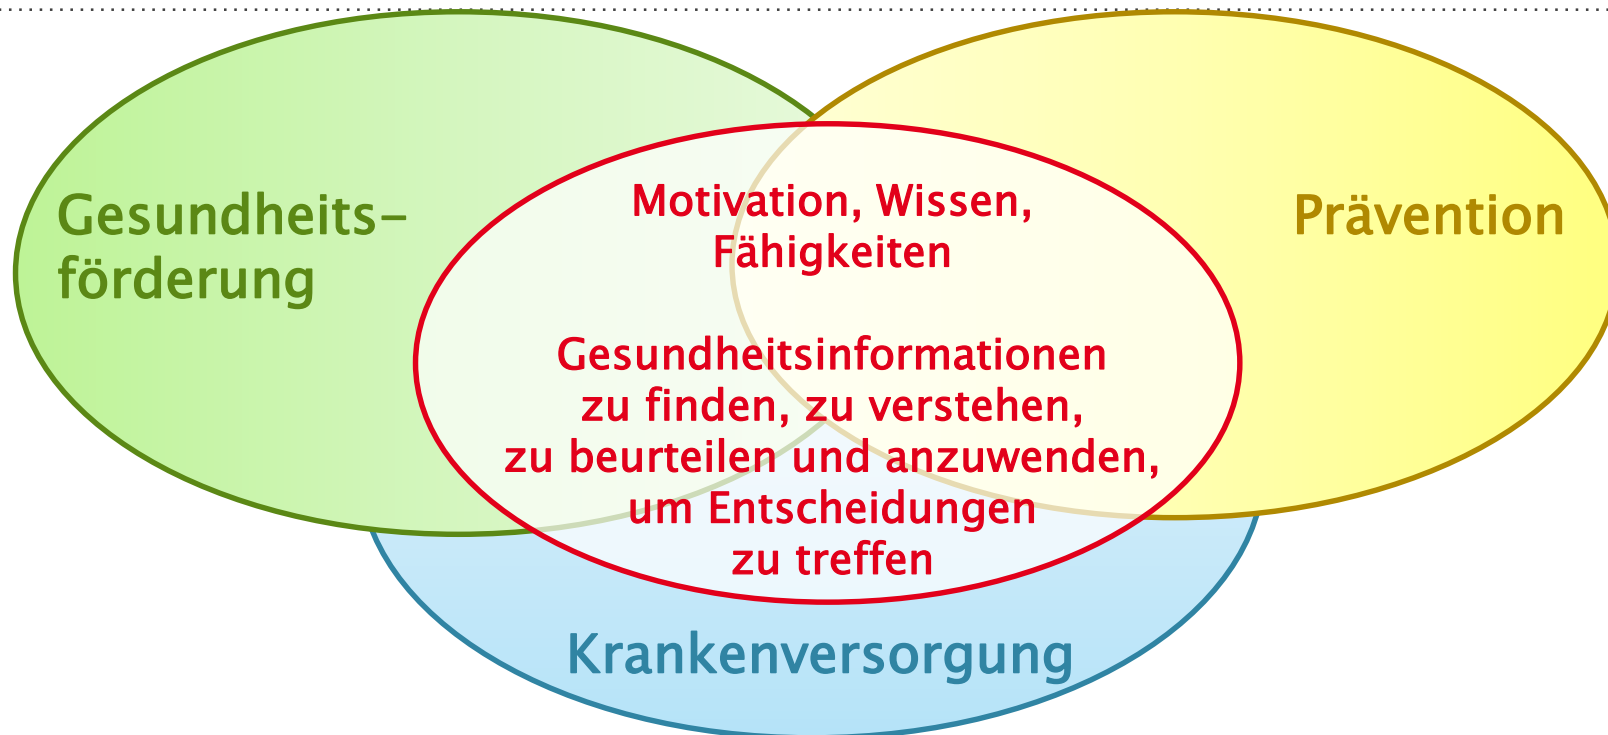 Gesundheits–
förderung
Prävention
Motivation, Wissen,
Fähigkeiten
Gesundheitsinformationen
zu finden, zu verstehen,
zu beurteilen und anzuwenden,
um Entscheidungen
zu treffen
Krankenversorgung